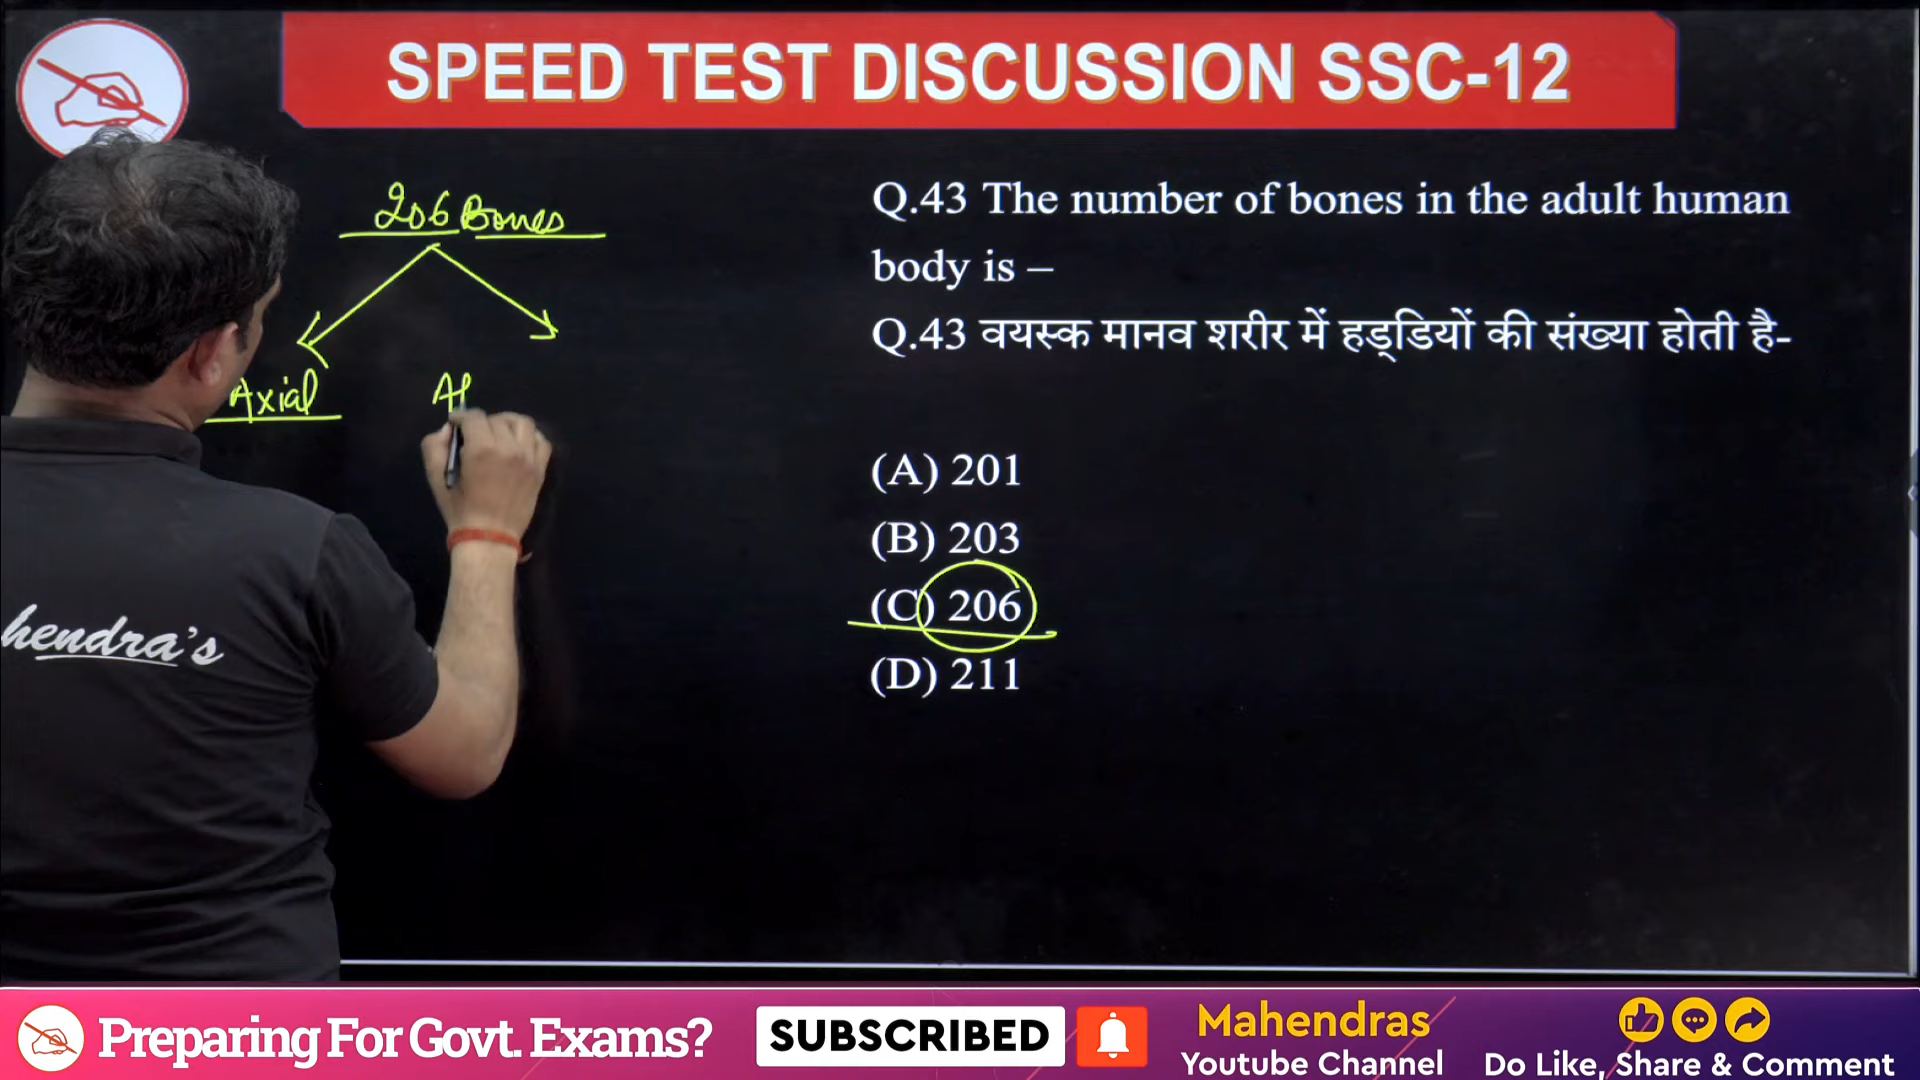 SPEED TEST DISCUSSION SSC-12
206 Bones
Axial
Ap
Q.43 The number of bones in the adult human
body is –
Q.43 वयस्क मानव शरीर में हड्डियों की संख्या होती है-
(A) 201
(B) 203
(C) 206
(D) 211
hendra's
Preparing For Govt. Exams?
SUBSCRIBED
Mahendras
Youtube Channel
Do Like, Share & Comment